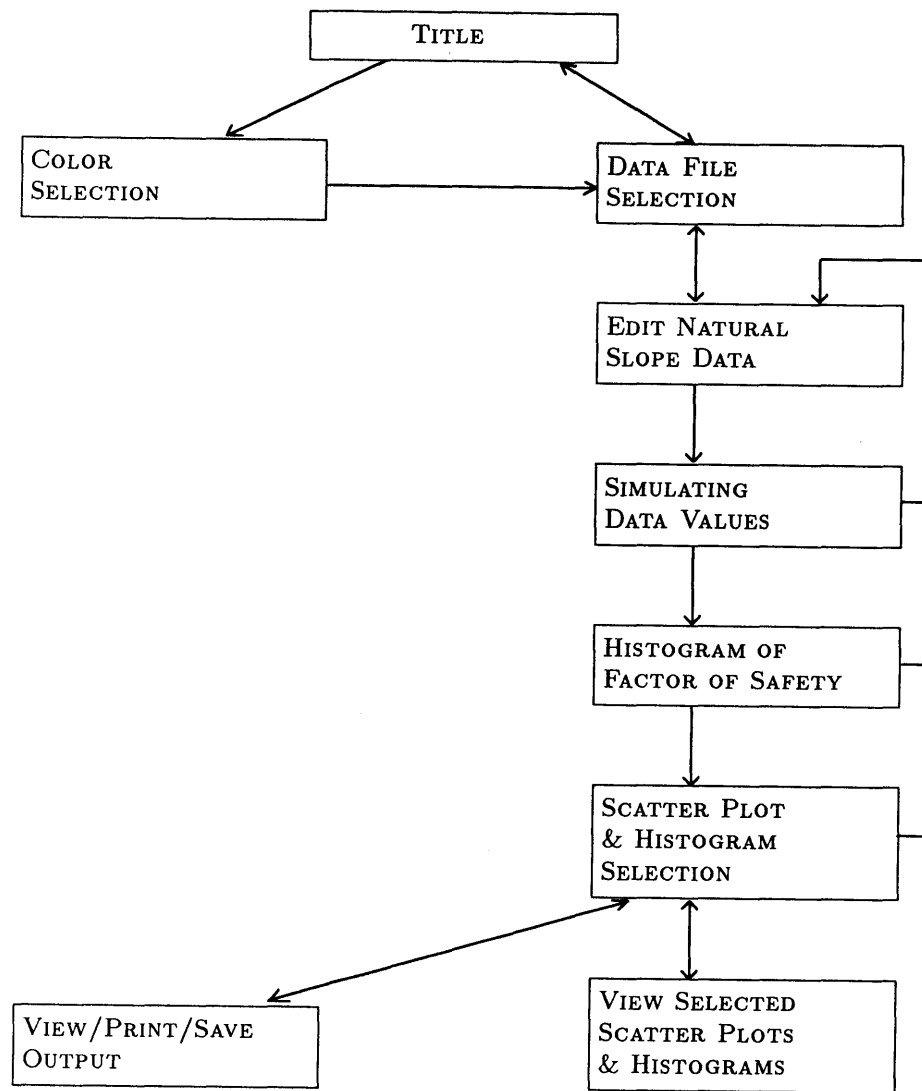 TITLE
COLOR
SELECTION
DATA FILE
SELECTION
EDIT NATURAL
SLOPE DATA
SIMULATING
DATA VALUES
HISTOGRAM OF
FACTOR OF SAFETY
SCATTER PLOT
& HISTOGRAM
SELECTION
VIEW/PRINT/SAVE
OUTPUT
VIEW SELECTED
SCATTER PLOTS
& HISTOGRAMS